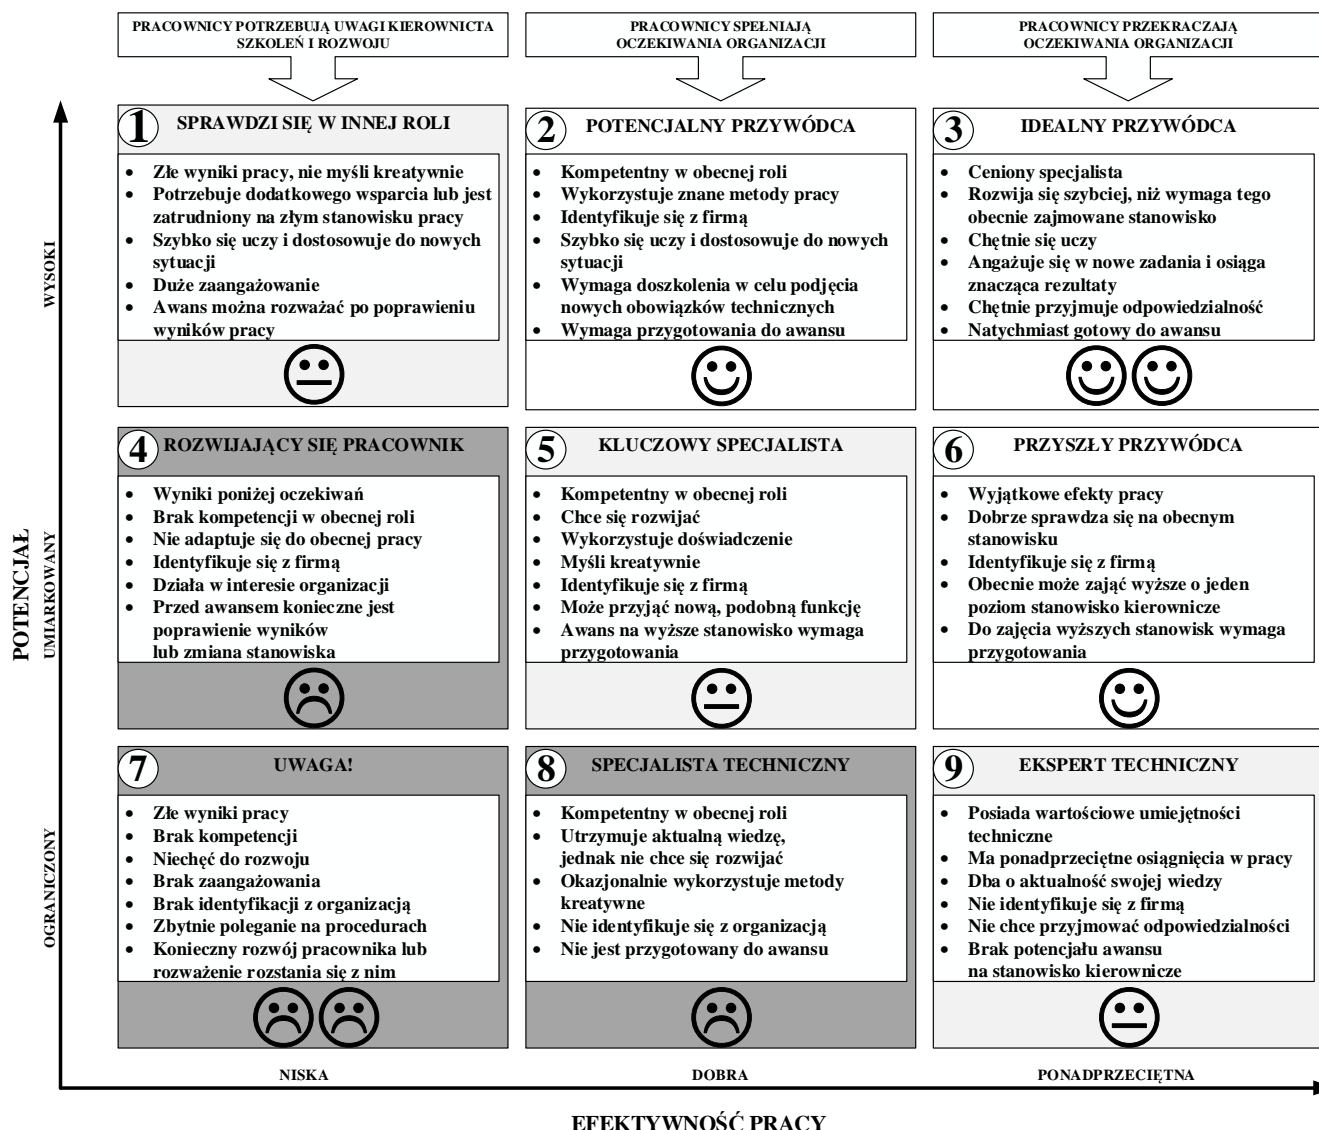 PRACOWNICY POTRZEBUJĄ UWAGI KIEROWNICTA
SZKOLEŃ I ROZWOJU
PRACOWNICY SPEŁNIAJĄ
OCZEKIWANIA ORGANIZACJI
PRACOWNICY PRZEKRACZAJĄ
OCZEKIWANIA ORGANIZACJI
POTENCJAŁ
WYSOKI
1 SPRAWDZI SIĘ W INNEJ ROLI
• Złe wyniki pracy, nie myśli kreatywnie
• Potrzebuje dodatkowego wsparcia lub jest
zatrudniony na złym stanowisku pracy
• Szybko się uczy i dostosowuje do nowych
sytuacji
• Duże zaangażowanie
• Awans można rozważać po poprawieniu
wyników pracy
2 POTENCJALNY PRZYWÓDCA
• Kompetentny w obecnej roli
• Wykorzystuje znane metody pracy
• Identyfikuje się z firmą
• Szybko się uczy i dostosowuje do nowych
sytuacji
• Wymaga doszkolenia w celu podjęcia
nowych obowiązków technicznych
• Wymaga przygotowania do awansu
3 IDEALNY PRZYWÓDCA
• Ceniony specjalista
• Rozwija się szybciej, niż wymaga tego
obecnie zajmowane stanowisko
• Chętnie się uczy
• Angażuje się w nowe zadania i osiąga
znacząca rezultaty
• Chętnie przyjmuje odpowiedzialność
• Natychmiast gotowy do awansu
UMIARKOWANY
4 ROZWIJAJĄCY SIĘ PRACOWNIK
• Wyniki poniżej oczekiwań
• Brak kompetencji w obecnej roli
• Nie adaptuje się do obecnej pracy
• Identyfikuje się z firmą
• Działa w interesie organizacji
• Przed awansem konieczne jest
poprawienie wyników
lub zmiana stanowiska
5 KLUCZOWY SPECJALISTA
• Kompetentny w obecnej roli
• Chce się rozwijać
• Wykorzystuje doświadczenie
• Myśli kreatywnie
• Identyfikuje się z firmą
• Może przyjąć nową, podobną funkcję
• Awans na wyższe stanowisko wymaga
przygotowania
6 PRZYSZŁY PRZYWÓDCA
• Wyjątkowe efekty pracy
• Dobrze sprawdza się na obecnym
stanowisku
• Identyfikuje się z firmą
• Obecnie może zająć wyższe o jeden
poziom stanowisko kierownicze
• Do zajęcia wyższych stanowisk wymaga
przygotowania
OGRANICZONY
7 UWAGA!
• Złe wyniki pracy
• Brak kompetencji
• Niechęć do rozwoju
• Brak zaangażowania
• Brak identyfikacji z organizacją
• Zbytnie poleganie na procedurach
• Konieczny rozwój pracownika lub
rozważenie rozstania się z nim
8 SPECJALISTA TECHNICZNY
• Kompetentny w obecnej roli
• Utrzymuje aktualną wiedzę,
jednak nie chce się rozwijać
• Okazjonalnie wykorzystuje metody
kreatywne
• Nie identyfikuje się z organizacją
• Nie jest przygotowany do awansu
9 EKSPERT TECHNICZNY
• Posiada wartościowe umiejętności
techniczne
• Ma ponadprzeciętne osiągnięcia w pracy
• Dba o aktualność swojej wiedzy
• Nie identyfikuje się z firmą
• Nie chce przyjmować odpowiedzialności
• Brak potencjału awansu
na stanowisko kierownicze
NISKA
DOBRA
PONADPRZECIĘTNA
EFEKTYWNOŚĆ PRACY